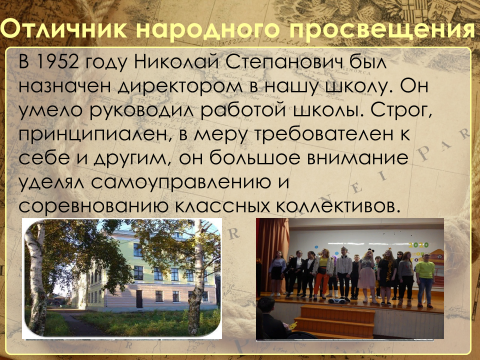 Отличник народного просвещения
В 1952 году Николай Степанович был
назначен директором в нашу школу. Он
умело руководил работой школы. Строг,
принципиален, в меру требователен к
себе и другим, он большое внимание
уделял самоуправлению и
соревнованию классных коллективов.